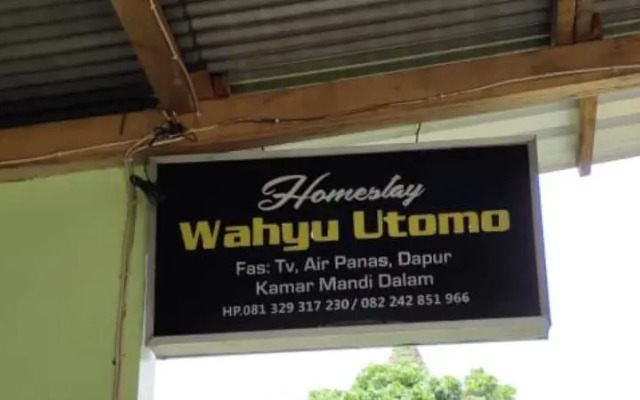 Homestay
Wahyu Utomo
Fas: Tv, Air Panas, Dapur
Kamar Mandi Dalam
HP.081 329 317 230 / 082 242 851 966